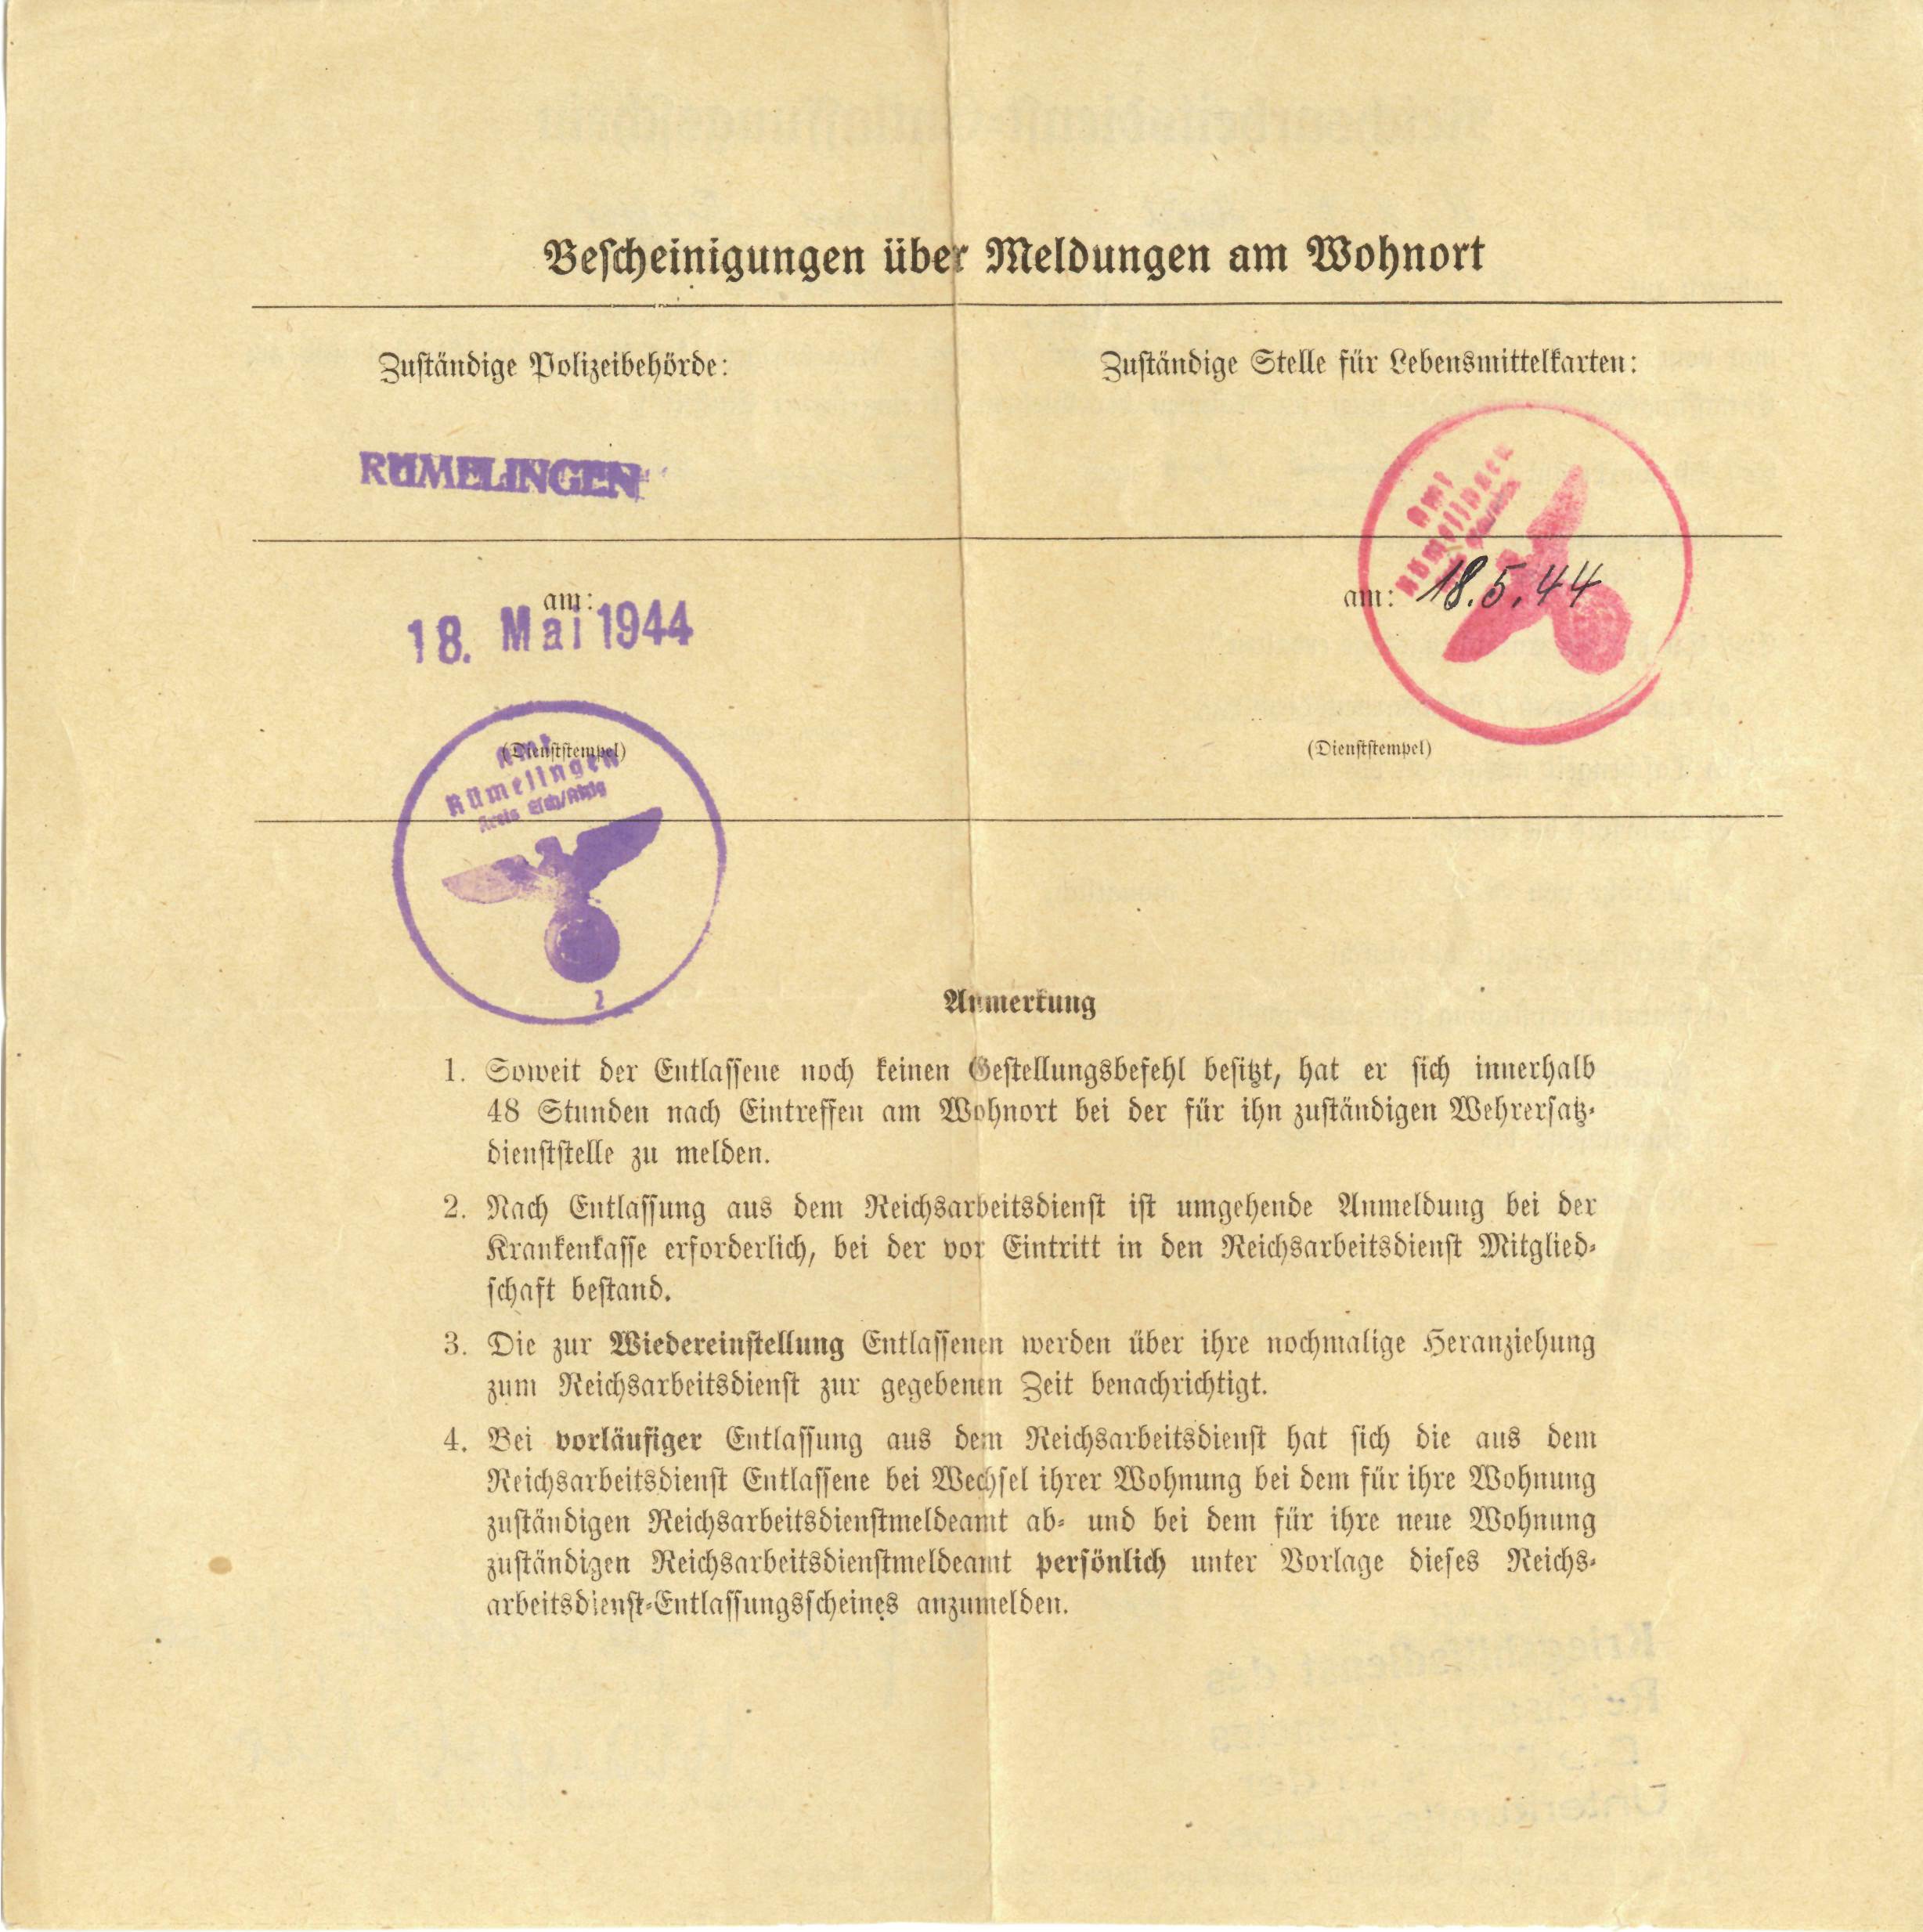 Bescheinigungen über Meldungen am Wohnort
Zuständige Polizeibehörde:
RÜMELINGEN
am:
18. Mai 1944
(Dienststempel)
Amt
Rümelingen
Kreis Esch/Alzig
2
Zuständige Stelle für Lebensmittelkarten:
Amt
Rümelingen
am: 18.5.44
(Dienststempel)
Anmerkung
1. Soweit der Entlassene noch keinen Gestellungsbefehl besitzt, hat er sich innerhalb
48 Stunden nach Eintreffen am Wohnort bei der für ihn zuständigen Wehrersatz-
dienststelle zu melden.
2. Nach Entlassung aus dem Reichsarbeitsdienst ist umgehende Anmeldung bei der
Krankenkasse erforderlich, bei der vor Eintritt in den Reichsarbeitsdienst Mitglied-
schaft bestand.
3. Die zur Wiedereinstellung Entlassenen werden über ihre nochmalige Heranziehung
zum Reichsarbeitsdienst zur gegebenen Zeit benachrichtigt.
4. Bei vorläufiger Entlassung aus dem Reichsarbeitsdienst hat sich die aus dem
Reichsarbeitsdienst Entlassene bei Wechsel ihrer Wohnung bei dem für ihre Wohnung
zuständigen Reichsarbeitsdienstmeldeamt ab- und bei dem für ihre neue Wohnung
zuständigen Reichsarbeitsdienstmeldeamt persönlich unter Vorlage dieses Reichs-
arbeitsdienst-Entlassungsscheines anzumelden.